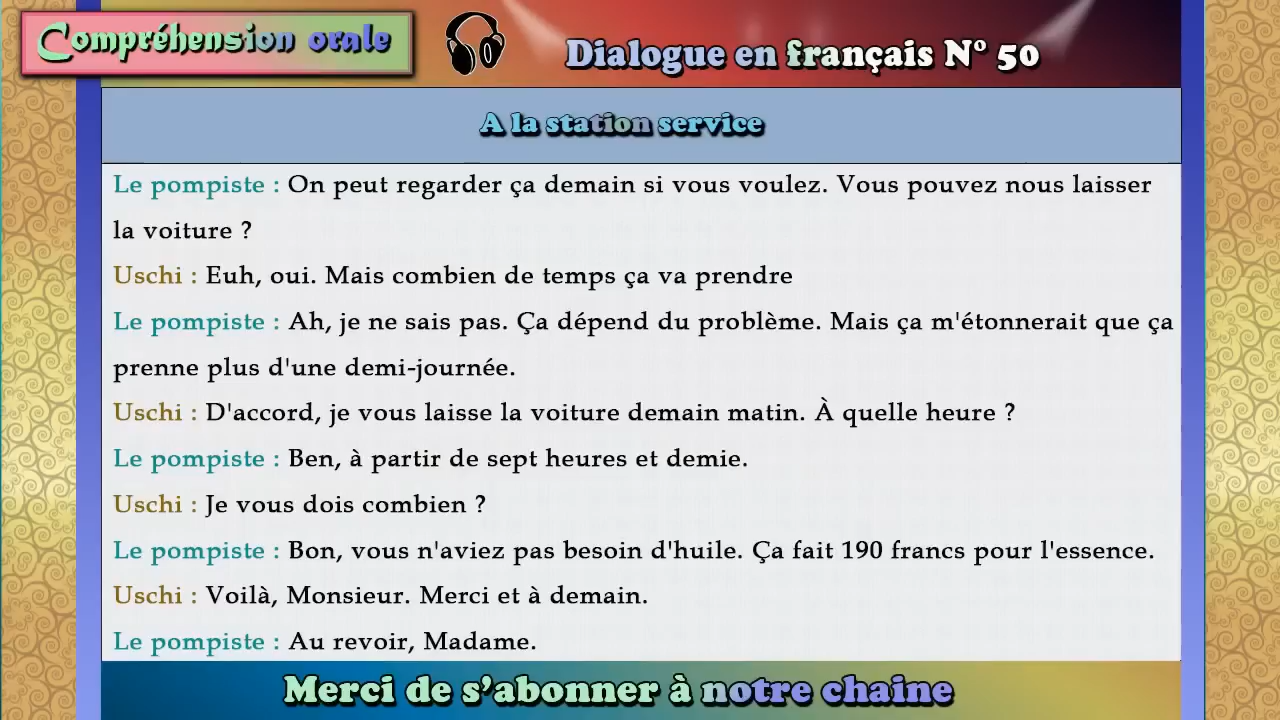 Compréhension orale
Dialogue en français N° 50
A la station service
Le pompiste : On peut regarder ça demain si vous voulez. Vous pouvez nous laisser
la voiture ?
Uschi : Euh, oui. Mais combien de temps ça va prendre
Le pompiste : Ah, je ne sais pas. Ça dépend du problème. Mais ça m'étonnerait que ça
prenne plus d'une demi-journée.
Uschi : D'accord, je vous laisse la voiture demain matin. À quelle heure ?
Le pompiste : Ben, à partir de sept heures et demie.
Uschi : Je vous dois combien ?
Le pompiste : Bon, vous n'aviez pas besoin d'huile. Ça fait 190 francs pour l'essence.
Uschi : Voilà, Monsieur. Merci et à demain.
Le pompiste : Au revoir, Madame.
Merci de s’abonner à notre chaine